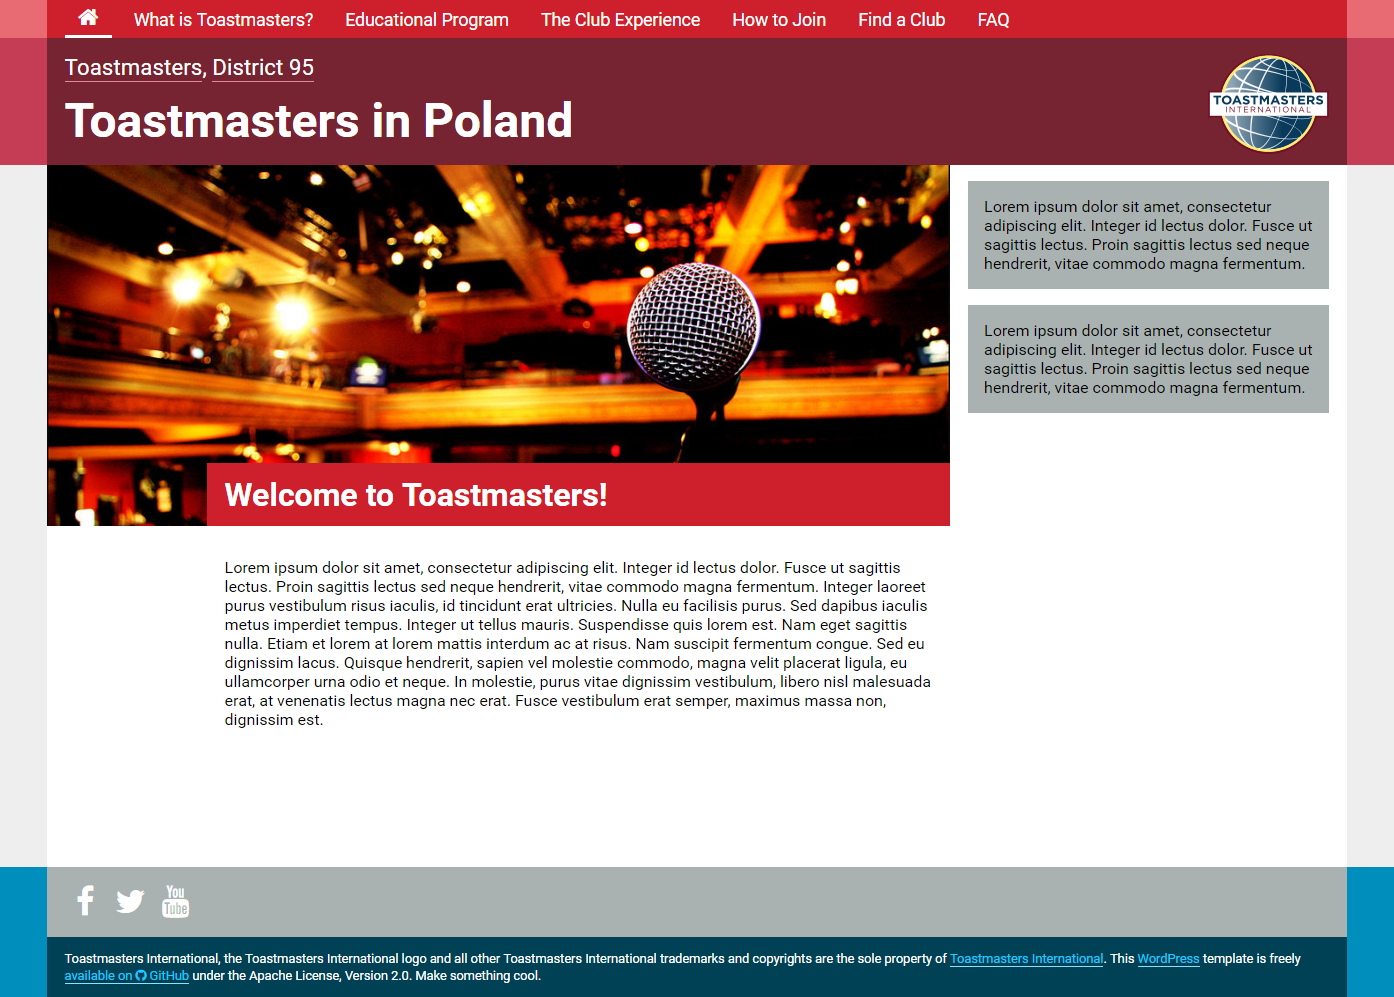 What is Toastmasters? Educational Program The Club Experience How to Join Find a Club FAQ
Toastmasters, District 95
Toastmasters in Poland
TOASTMASTERS
INTERNATIONAL
Lorem ipsum dolor sit amet, consectetur
adipiscing elit. Integer id lectus dolor. Fusce ut
sagittis lectus. Proin sagittis lectus sed neque
hendrerit, vitae commodo magna fermentum.
Lorem ipsum dolor sit amet, consectetur
adipiscing elit. Integer id lectus dolor. Fusce ut
sagittis lectus. Proin sagittis lectus sed neque
hendrerit, vitae commodo magna fermentum.
Welcome to Toastmasters!
Lorem ipsum dolor sit amet, consectetur adipiscing elit. Integer id lectus dolor. Fusce ut sagittis
lectus. Proin sagittis lectus sed neque hendrerit, vitae commodo magna fermentum. Integer laoreet
purus vestibulum risus iaculis, id tincidunt erat ultricies. Nulla eu facilisis purus. Sed dapibus iaculis
metus imperdiet tempus. Integer ut tellus mauris. Suspendisse quis lorem est. Nam eget sagittis
nulla. Etiam et lorem at lorem mattis interdum ac at risus. Nam suscipit fermentum congue. Sed eu
dignissim lacus. Quisque hendrerit, sapien vel molestie commodo, magna velit placerat ligula, eu
ullamcorper urna odio et neque. In molestie, purus vitae dignissim vestibulum, libero nisl malesuada
erat, at venenatis lectus magna nec erat. Fusce vestibulum erat semper, maximus massa non,
dignissim est.
You
Tube
Toastmasters International, the Toastmasters International logo and all other Toastmasters International trademarks and copyrights are the sole property of Toastmasters International. This WordPress template is freely
available on GitHub under the Apache License, Version 2.0. Make something cool.